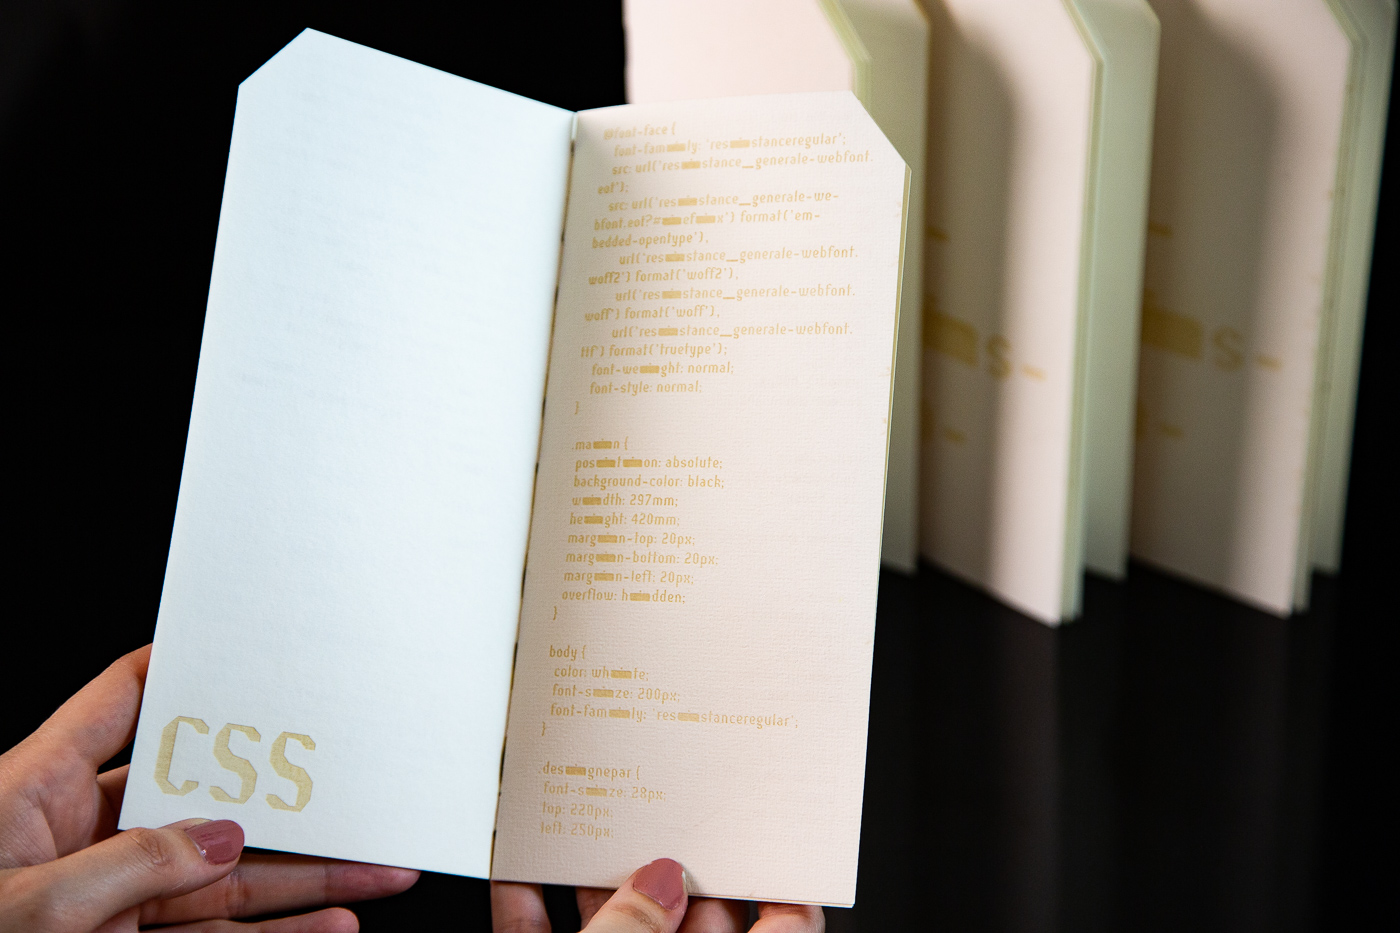 CSS
@font-face {
font-family: 'resistanceregular';
src: url('resistance_generale-webfont.
eot');
src: url('resistance_generale-we-
bfont.eot?#iefix') format('em-
bedded-opentype'),
url('resistance_generale-webfont.
woff2') format('woff2'),
url('resistance_generale-webfont.
woff') format('woff'),
url('resistance_generale-webfont.
ttf') format('truetype');
font-weight: normal;
font-style: normal;
}
.main {
position: absolute;
background-color: black;
width: 297mm;
height: 420mm;
margin-top: 20px;
margin-bottom: 20px;
margin-left: 20px;
overflow: hidden;
}
body {
color: white;
font-size: 200px;
font-family: 'resistanceregular';
}
.designepar {
font-size: 28px;
top: 220px;
left: 250px;
S-
S-